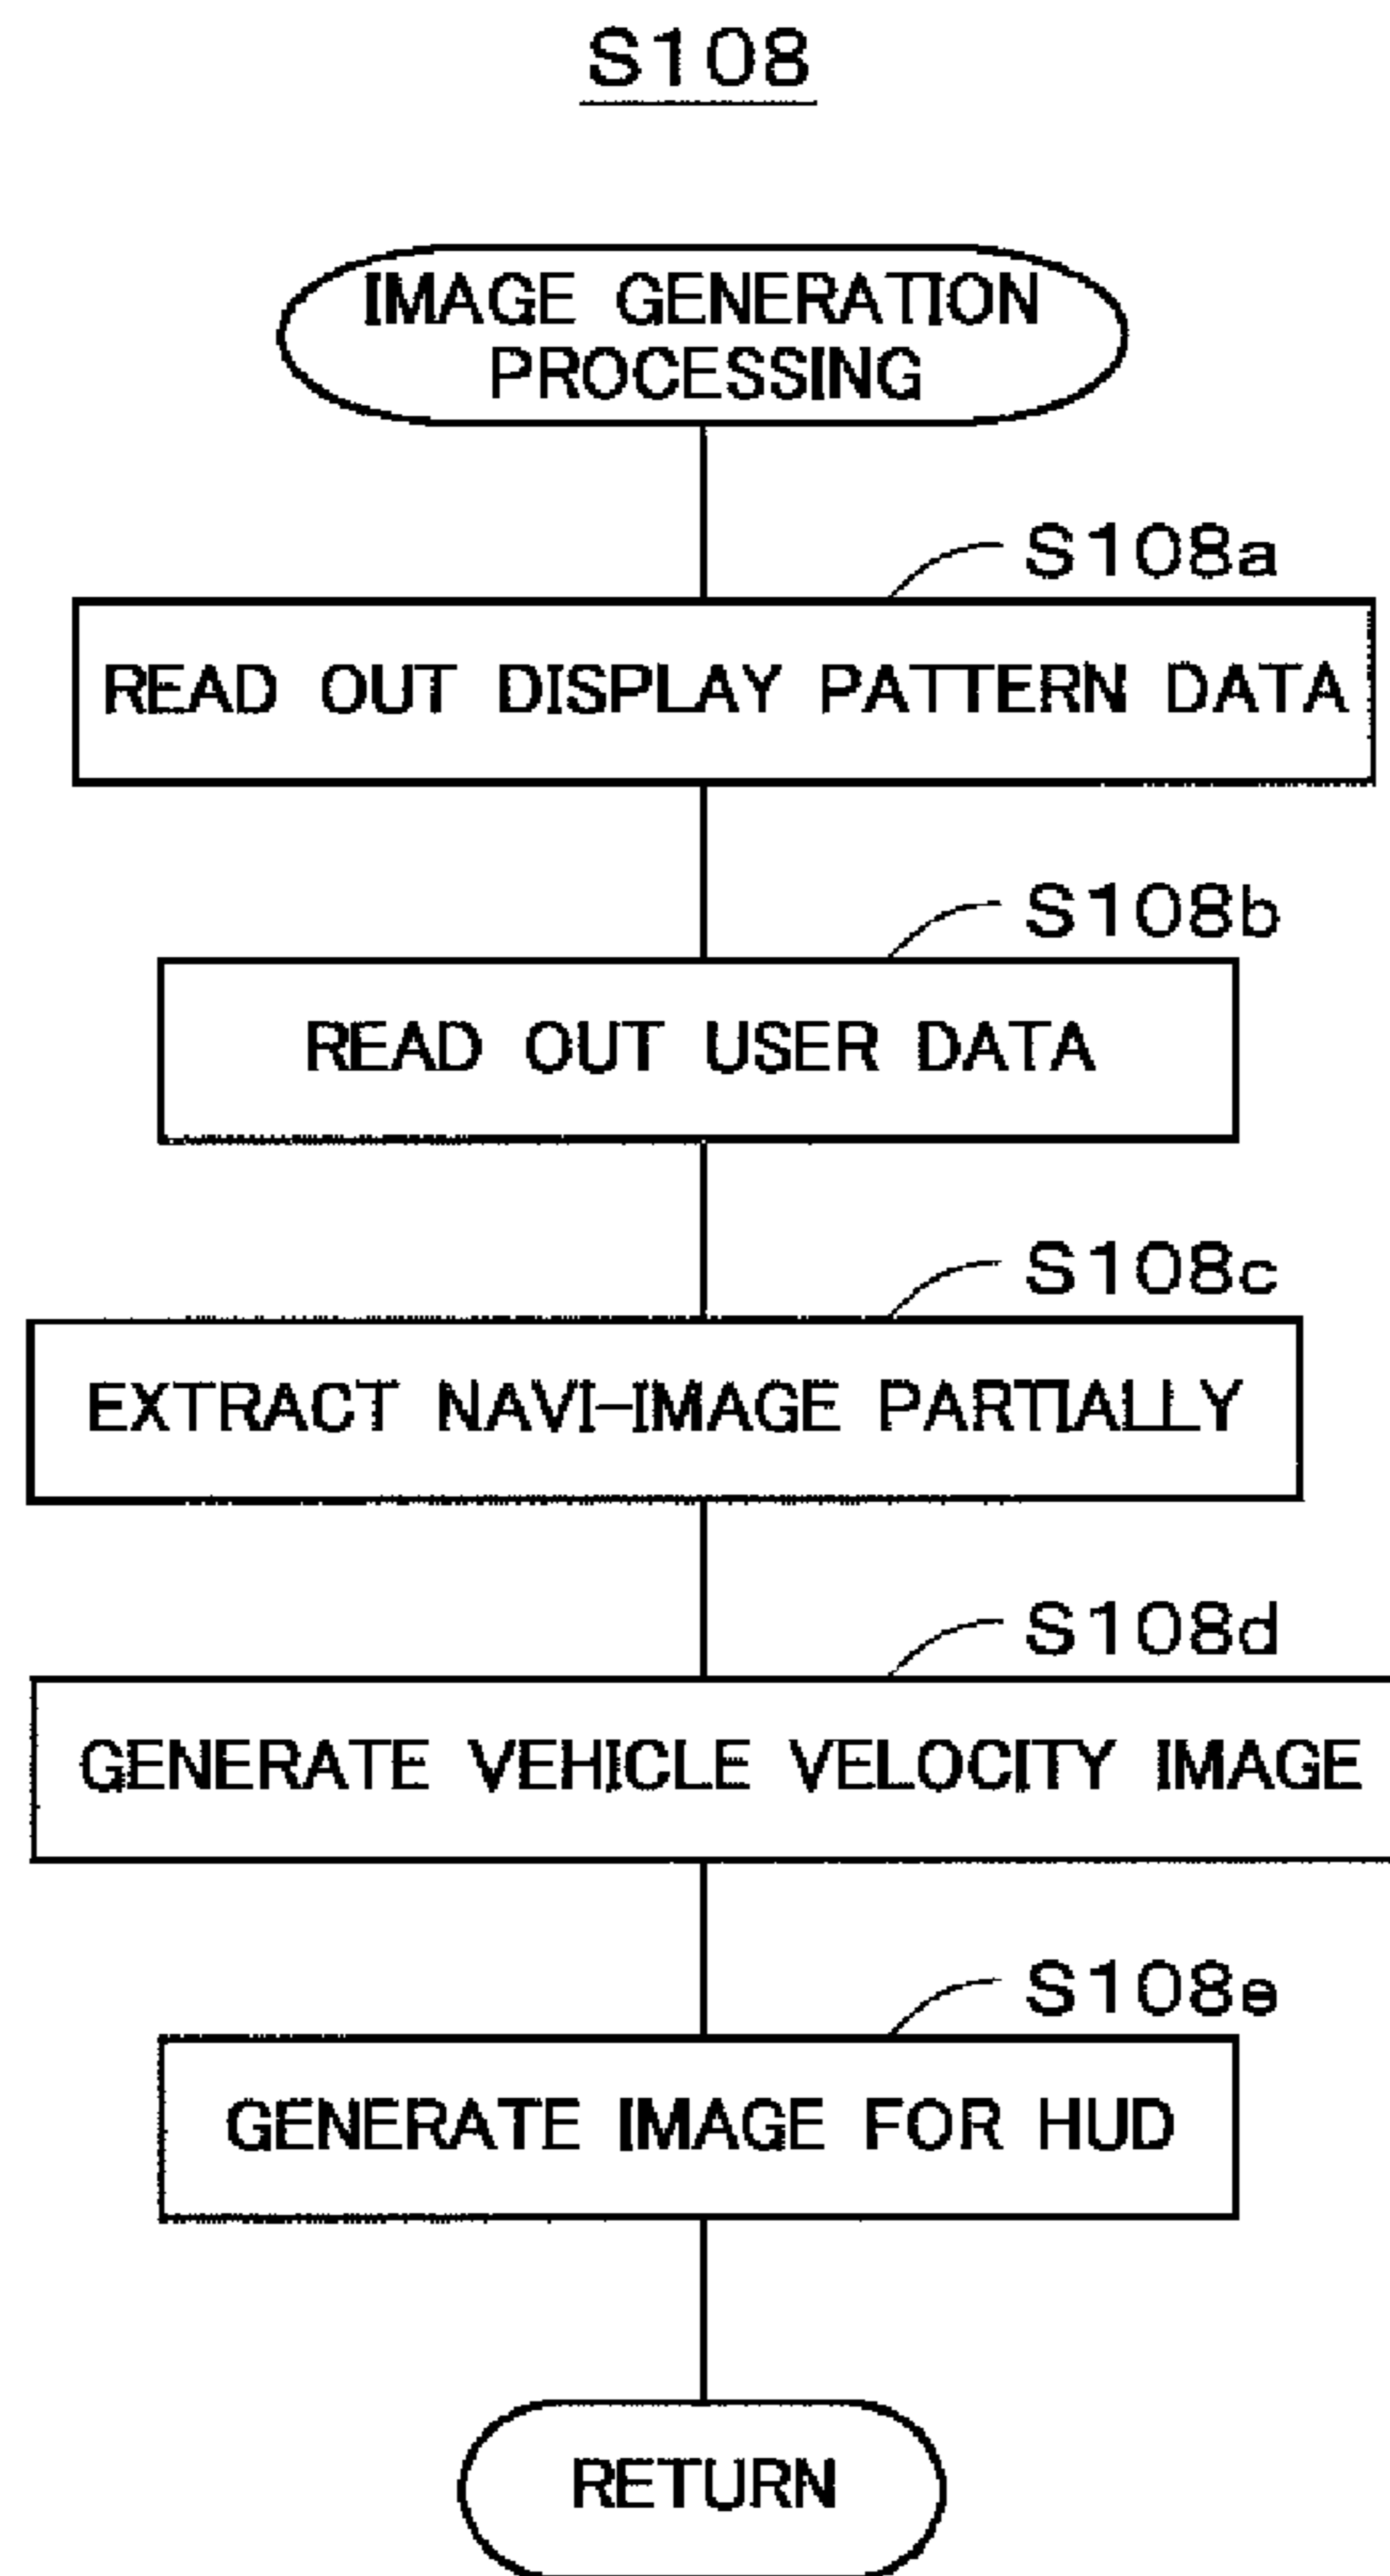 S108
IMAGE GENERATION
PROCESSING
S108a
READ OUT DISPLAY PATTERN DATA
S108b
READ OUT USER DATA
S108c
EXTRACT NAVI-IMAGE PARTIALLY
S108d
GENERATE VEHICLE VELOCITY IMAGE
S108e
GENERATE IMAGE FOR HUD
RETURN